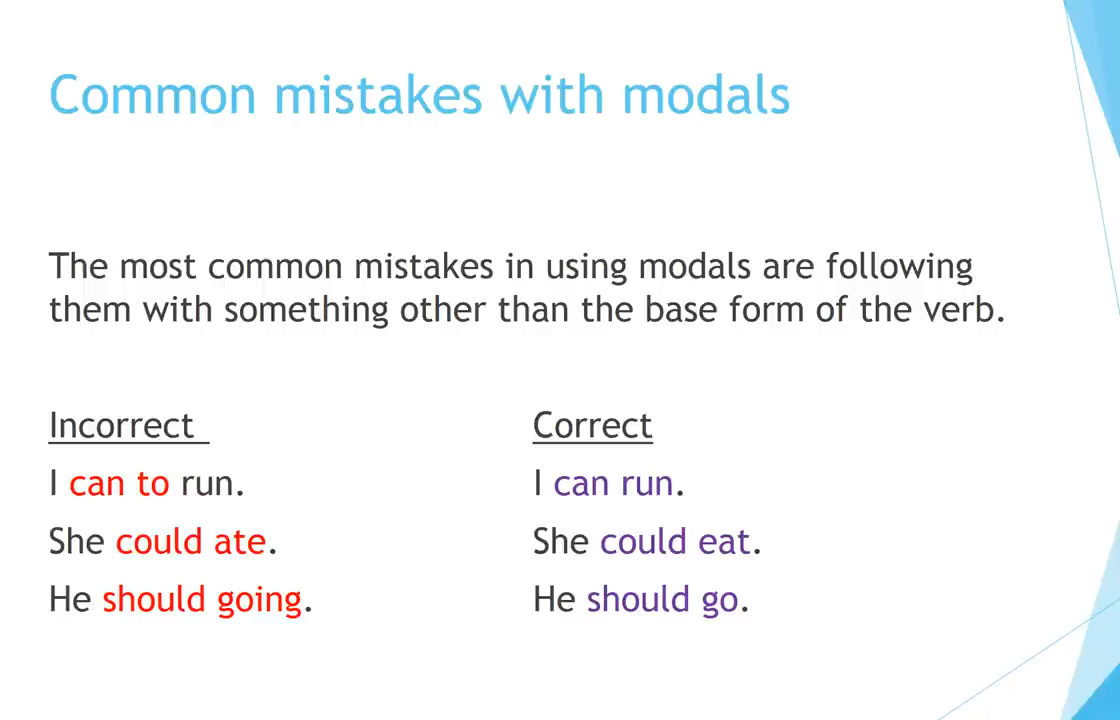 Common mistakes with modals
The most common mistakes in using modals are following
them with something other than the base form of the verb.
Incorrect Correct
I can to run. I can run.
She could ate. She could eat.
He should going. He should go.